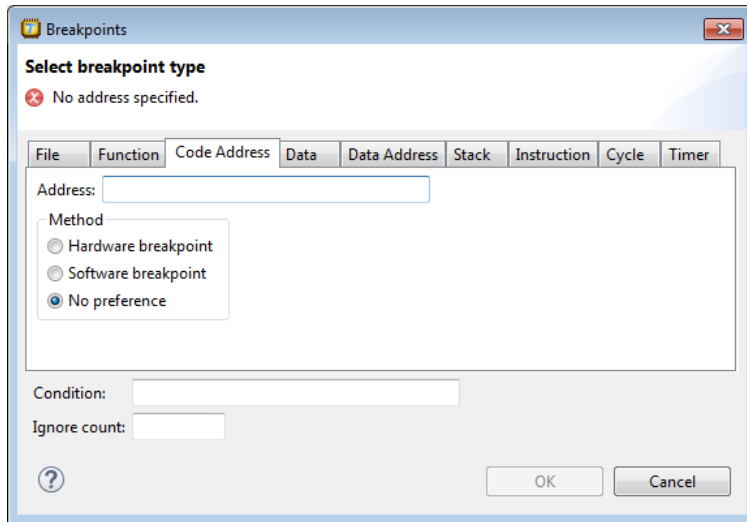 Breakpoints
Select breakpoint type
No address specified.
File Function Code Address Data Data Address Stack Instruction Cycle Timer
Address:
Method
Hardware breakpoint
Software breakpoint
No preference
Condition:
Ignore count:
? OK Cancel